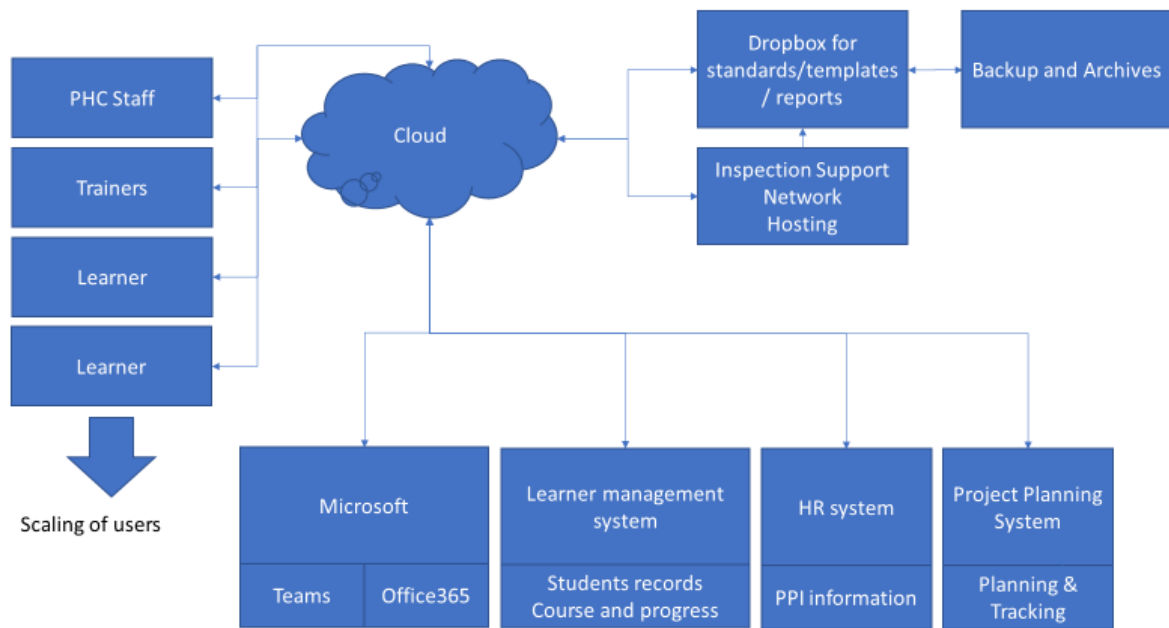 PHC Staff
Trainers
Learner
Learner
Scaling of users
Cloud
Dropbox for
standards/templates
/ reports
Backup and Archives
Inspection Support
Network
Hosting
Microsoft
Teams
Office365
Learner management
system
Students records
Course and progress
HR system
PPI information
Project Planning
System
Planning &
Tracking